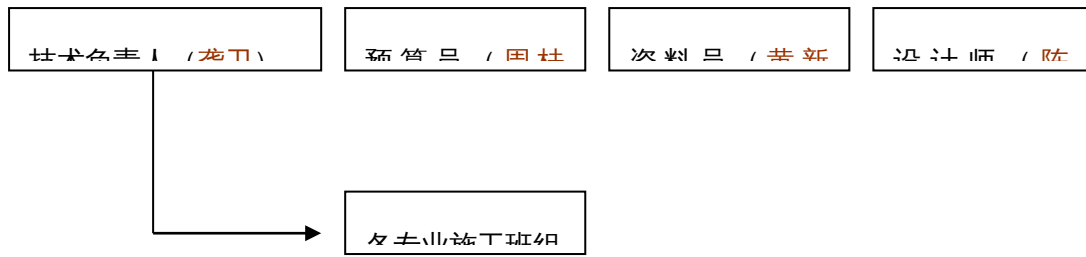 技术负责人（龚卫）
预算员（周桂
资料员（黄新
设计师（陈
各专业施工班组